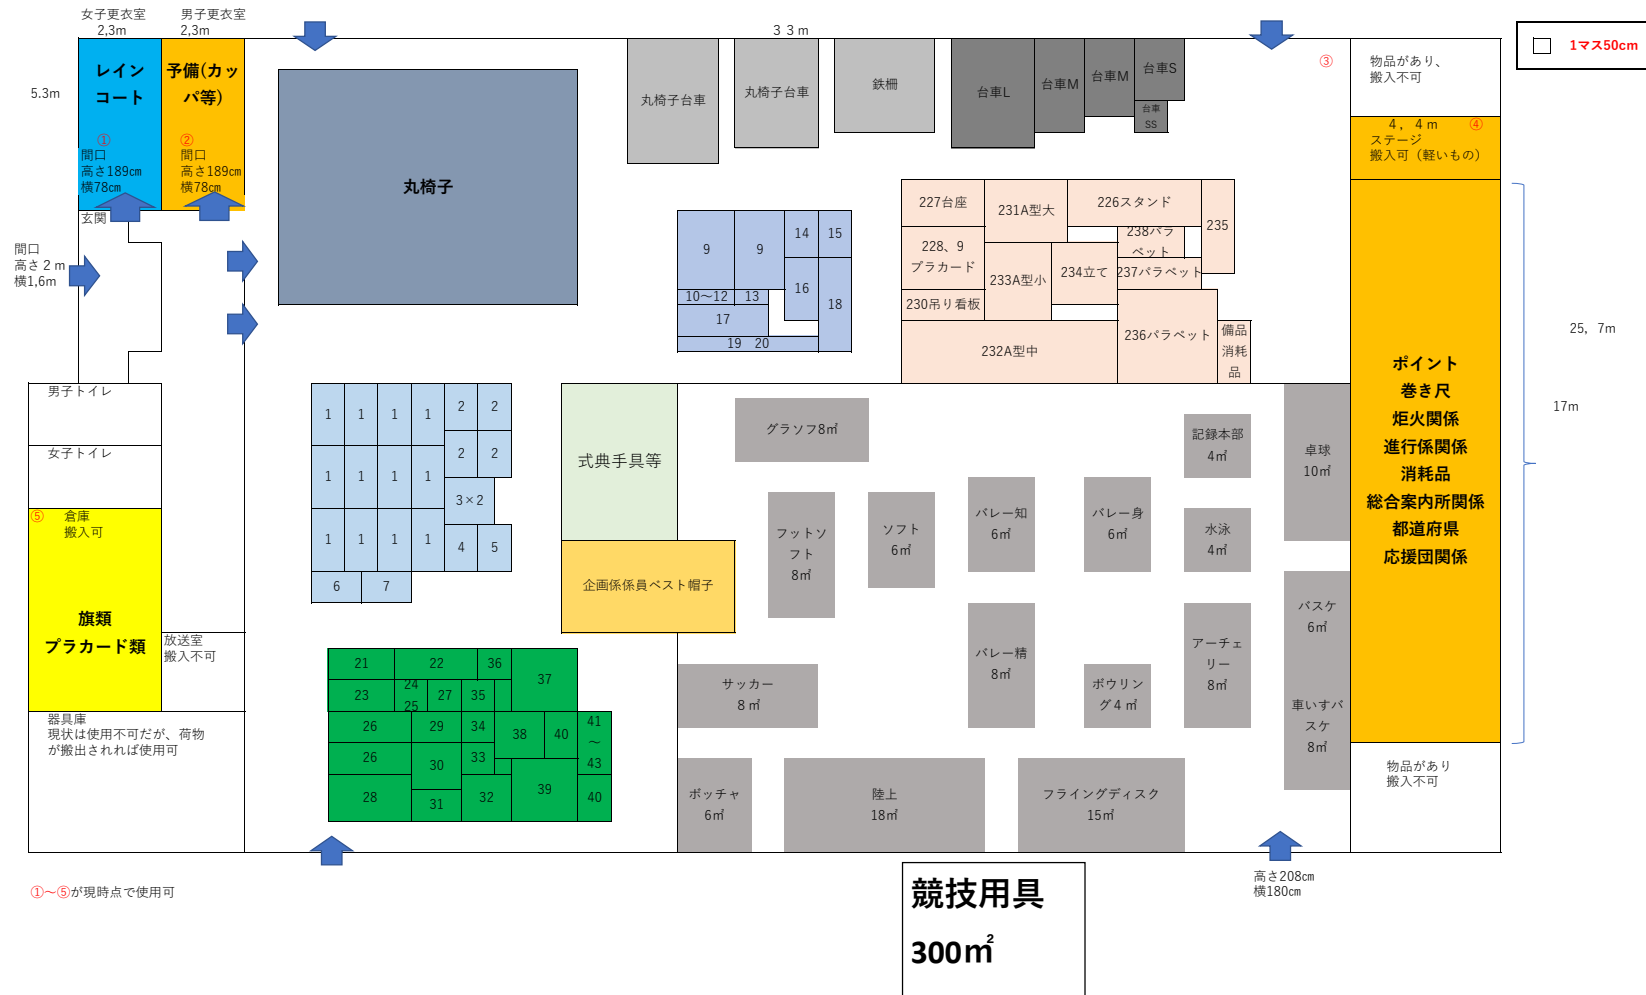 女子更衣室
2,3m
男子更衣室
2,3m
３３ｍ
1マス50cm
5.3m
レイン
コート
①
間口
高さ189㎝
横78㎝
予備(カッ
パ等)
②
間口
高さ189㎝
横78㎝
玄関
間口
高さ２ｍ
横1,6m
丸椅子
丸椅子台車
丸椅子台車
鉄柵
台車L
台車M
台車M
台車S
台車
SS
③
物品があり、
搬入不可
４，４ｍ
④
ステージ
搬入可（軽いもの）
9
9
14
15
10～12
13
16
18
17
19　20
227台座
231A型大
226スタンド
235
228、9
プラカード
238パラ
ペット
233A型小
234立て
237パラペット
230吊り看板
232A型中
236パラペット
備品
消耗
品
25，7m
17m
ポイント
巻き尺
炬火関係
進行係関係
消耗品
総合案内所関係
都道府県
応援団関係
男子トイレ
女子トイレ
⑤
倉庫
搬入可
旗類
プラカード類
放送室
搬入不可
器具庫
現状は使用不可だが、荷物
が搬出されれば使用可
1
1
1
1
2
2
2
2
1
1
1
1
3×2
1
1
1
1
4
5
6
7
式典手具等
企画係係員ベスト帽子
グラソフ8㎡
記録本部
4㎡
卓球
10㎡
フットソ
フト
8㎡
ソフト
6㎡
バレー知
6㎡
バレー身
6㎡
水泳
4㎡
バスケ
6㎡
車いすバ
スケ
8㎡
バレー精
8㎡
アーチェ
リー
8㎡
サッカー
８㎡
ボウリン
グ４㎡
ボッチャ
6㎡
陸上
18㎡
フライングディスク
15㎡
21
22
36
37
23
24
25
27
35
26
29
34
38
40
41
～
43
26
30
33
28
31
32
39
40
物品があり
搬入不可
高さ208㎝
横180㎝
①～⑤が現時点で使用可
競技用具
300㎡